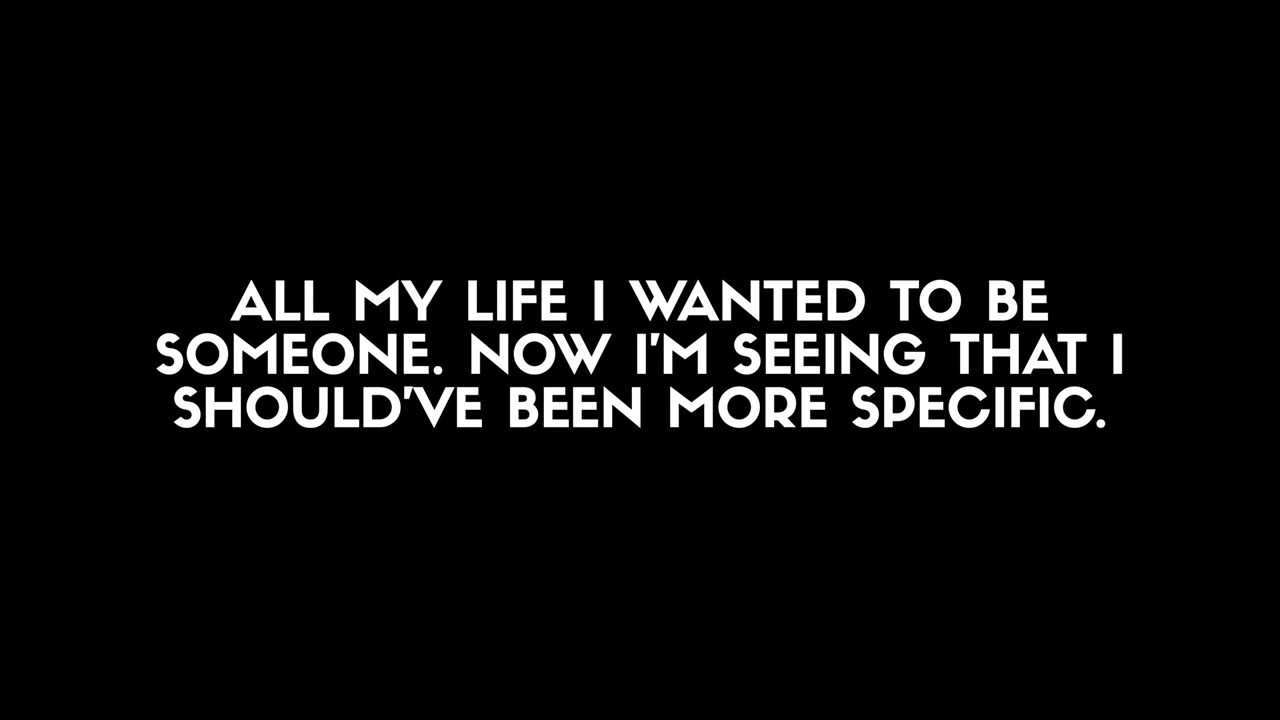 ALL MY LIFE I WANTED TO BE
SOMEONE. NOW I'M SEEING THAT I
SHOULD'VE BEEN MORE SPECIFIC.